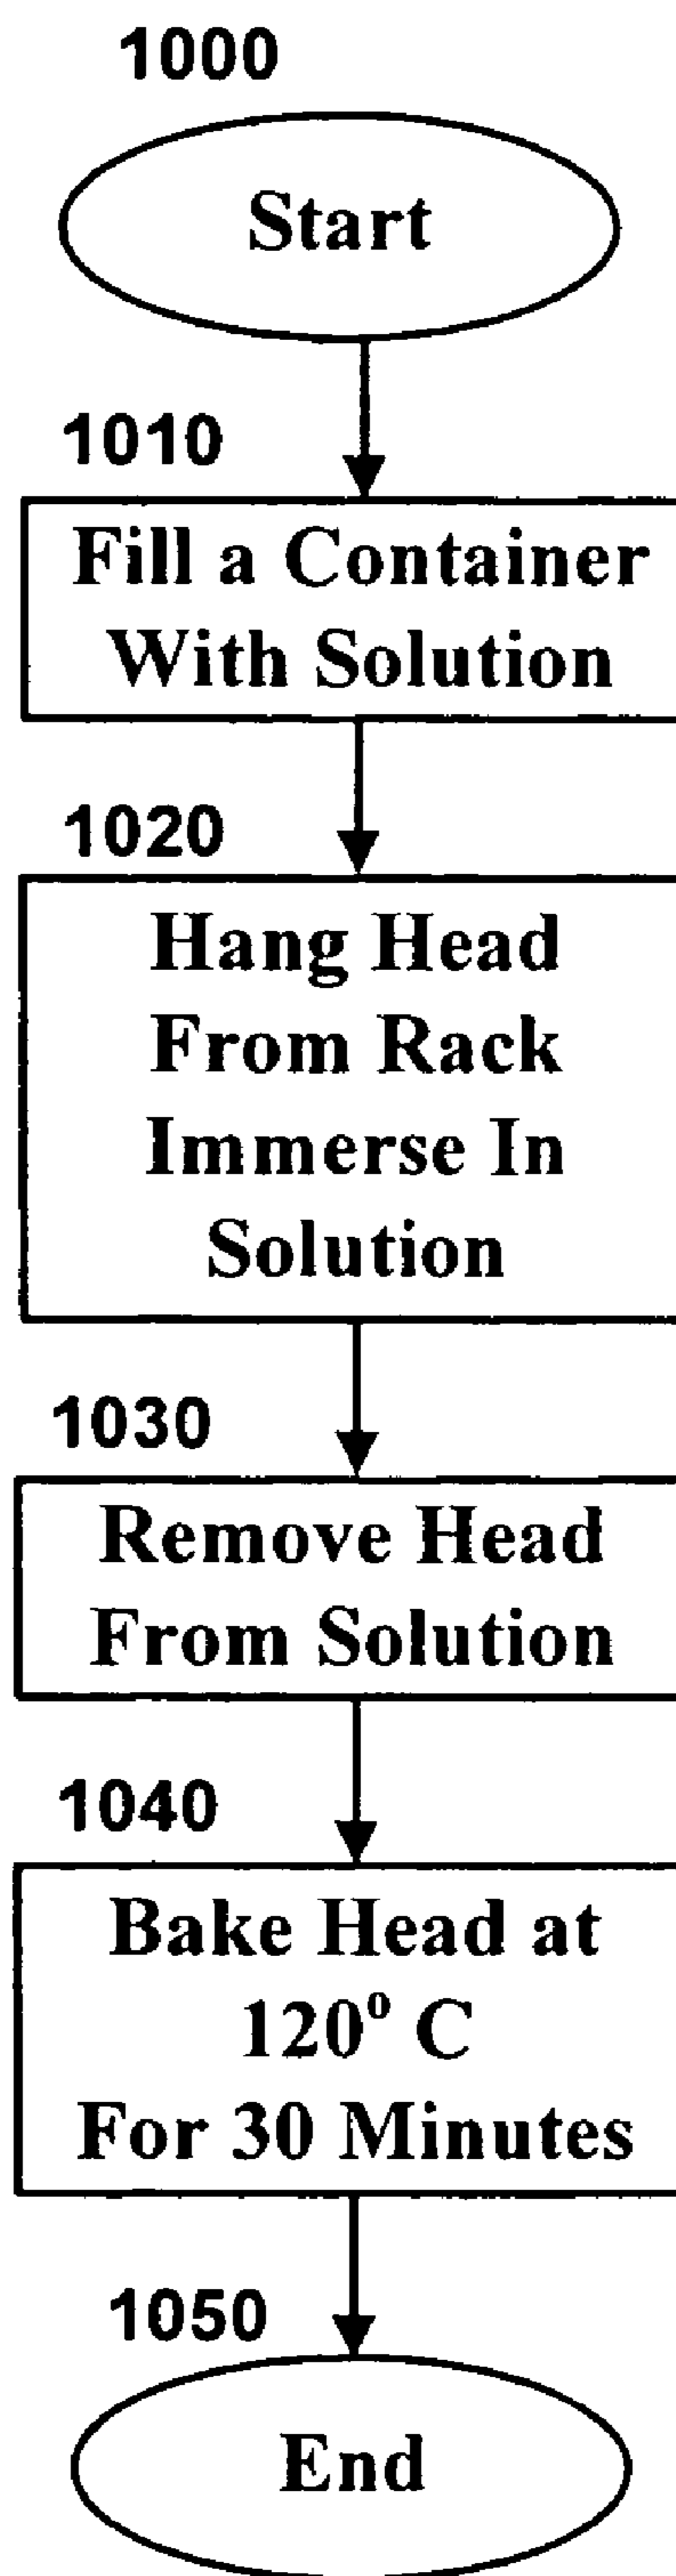 1000
Start
1010
Fill a Container
With Solution
1020
Hang Head
From Rack
Immerse In
Solution
1030
Remove Head
From Solution
1040
Bake Head at
120° C
For 30 Minutes
1050
End